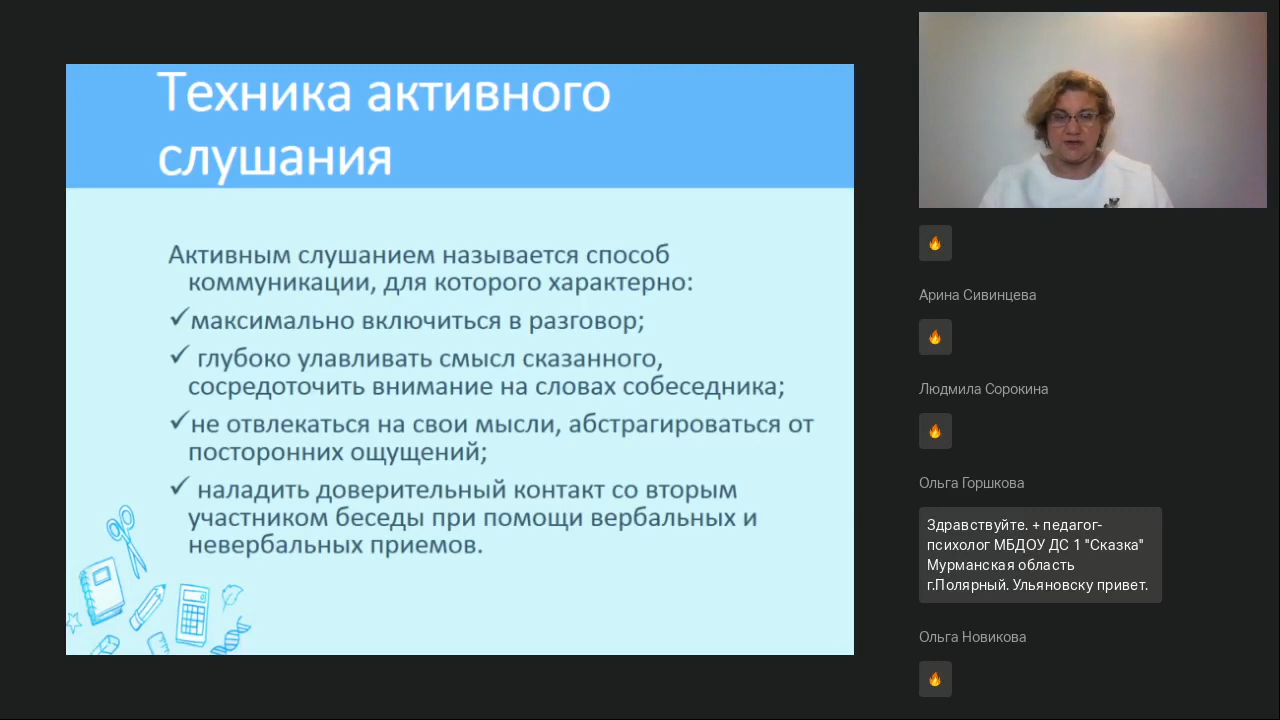 Техника активного
слушания
Активным слушанием называется способ
коммуникации, для которого характерно:
✓максимально включиться в разговор;
✓ глубоко улавливать смысл сказанного,
сосредоточить внимание на словах собеседника;
✓не отвлекаться на свои мысли, абстрагироваться от
посторонних ощущений;
✓ наладить доверительный контакт со вторым
участником беседы при помощи вербальных и
невербальных приемов.
🔥
Арина Сивинцева
🔥
Людмила Сорокина
🔥
Ольга Горшкова
Здравствуйте. + педагог-
психолог МБДОУ ДС 1 "Сказка"
Мурманская область
г.Полярный. Ульяновску привет.
Ольга Новикова
🔥